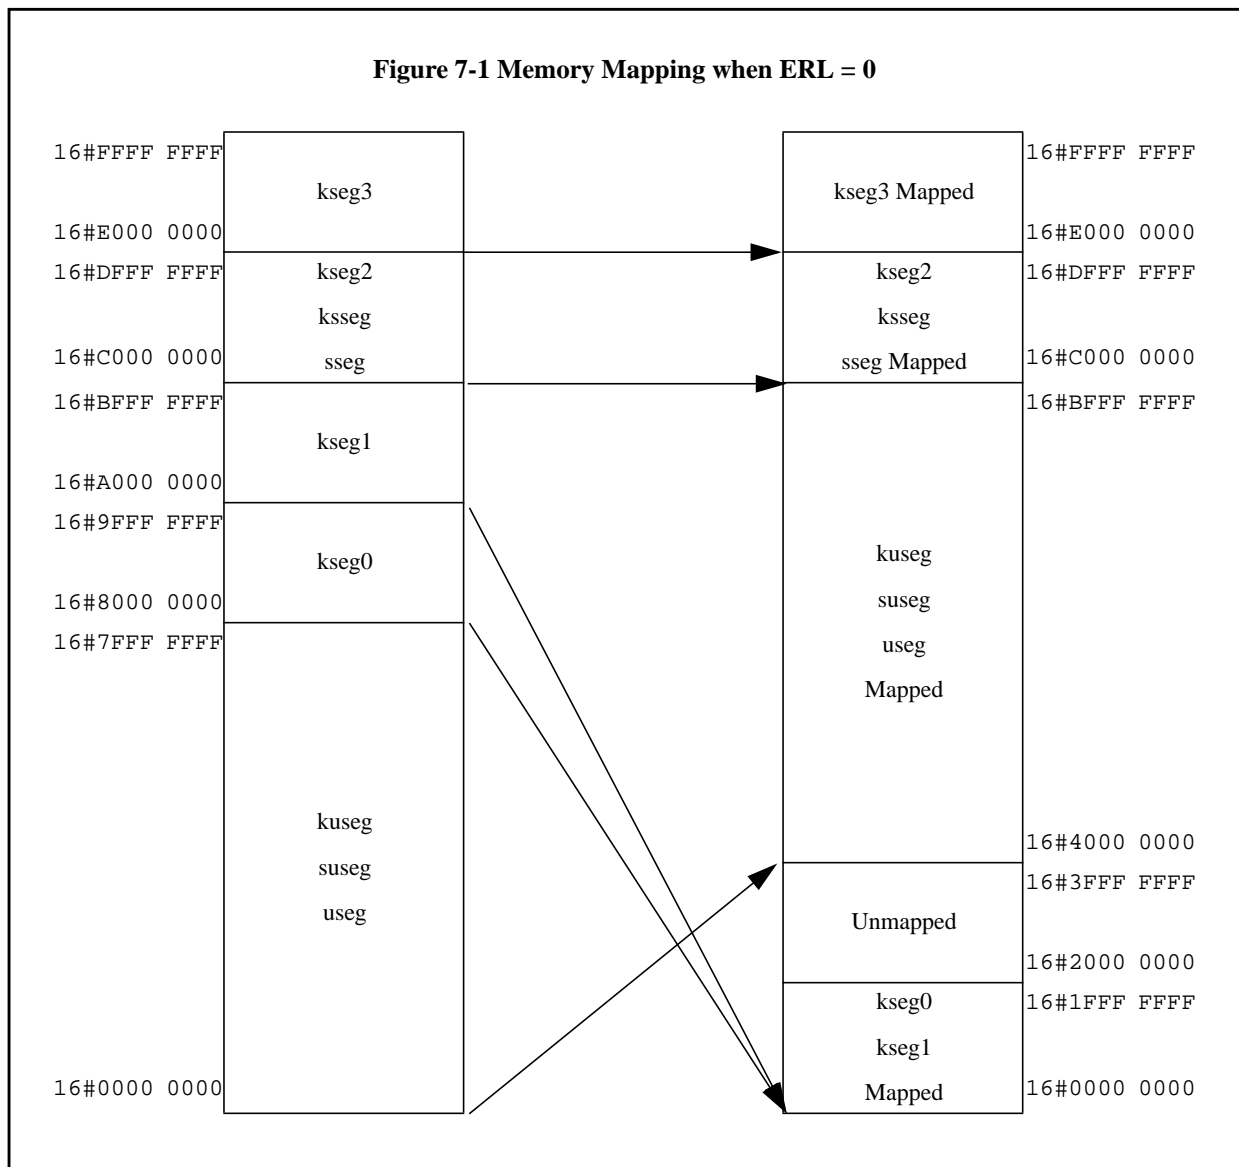 Figure 7-1 Memory Mapping when ERL = 0
16#FFFF FFFF
kseg3
16#E000 0000
16#DFFF FFFF
kseg2
ksseg
16#C000 0000
sseg
16#BFFF FFFF
kseg1
16#A000 0000
16#9FFF FFFF
kseg0
16#8000 0000
16#7FFF FFFF
kuseg
suseg
useg
16#0000 0000
16#FFFF FFFF
kseg3 Mapped
16#E000 0000
kseg2
16#DFFF FFFF
ksseg
sseg Mapped
16#C000 0000
16#BFFF FFFF
kuseg
suseg
useg
Mapped
16#4000 0000
16#3FFF FFFF
Unmapped
16#2000 0000
kseg0
16#1FFF FFFF
kseg1
Mapped
16#0000 0000